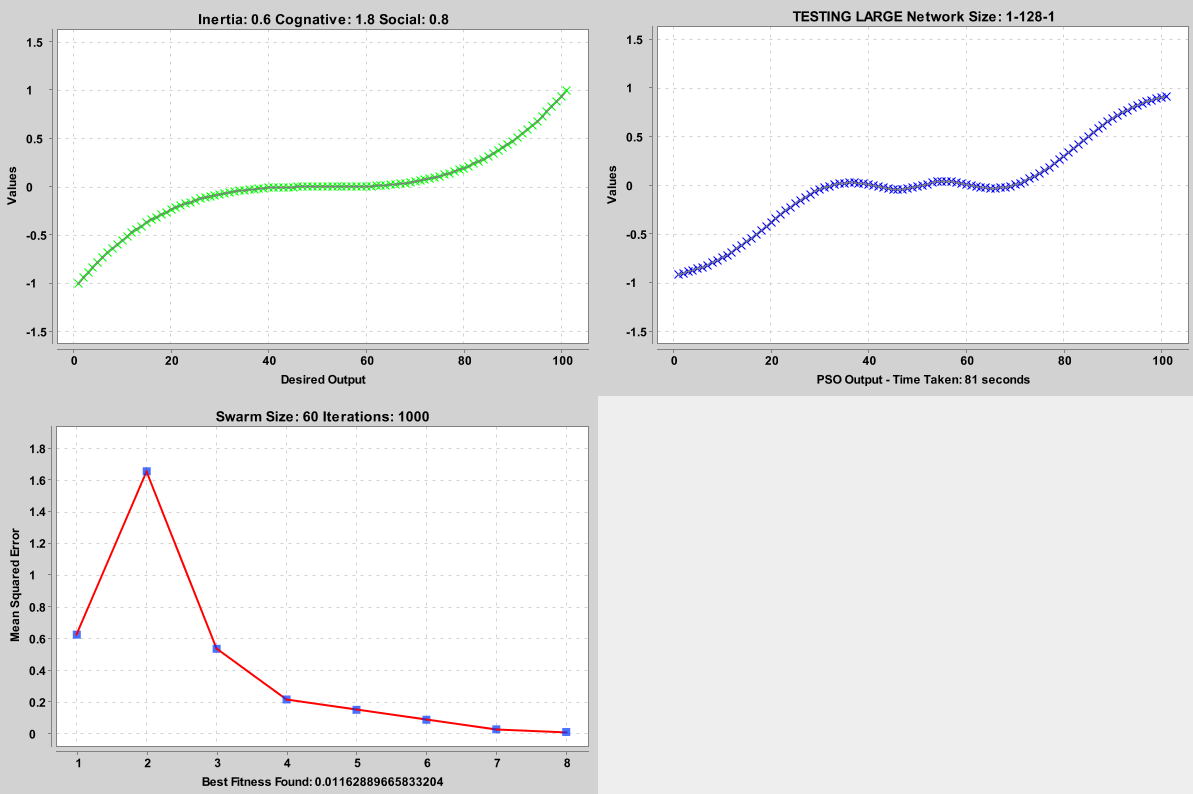 Inertia: 0.6 Cognative: 1.8 Social: 0.8
1.5
1
0.5
0
-0.5
-1
-1.5
Values
0 20 40 60 80 100
Desired Output
TESTING LARGE Network Size: 1-128-1
1.5
1
0.5
0
-0.5
-1
-1.5
Values
0 20 40 60 80 100
PSO Output - Time Taken: 81 seconds
Swarm Size: 60 Iterations: 1000
1.8
1.6
1.4
1.2
1
0.8
0.6
0.4
0.2
0
Mean Squared Error
1 2 3 4 5 6 7 8
Best Fitness Found: 0.01162889665833204